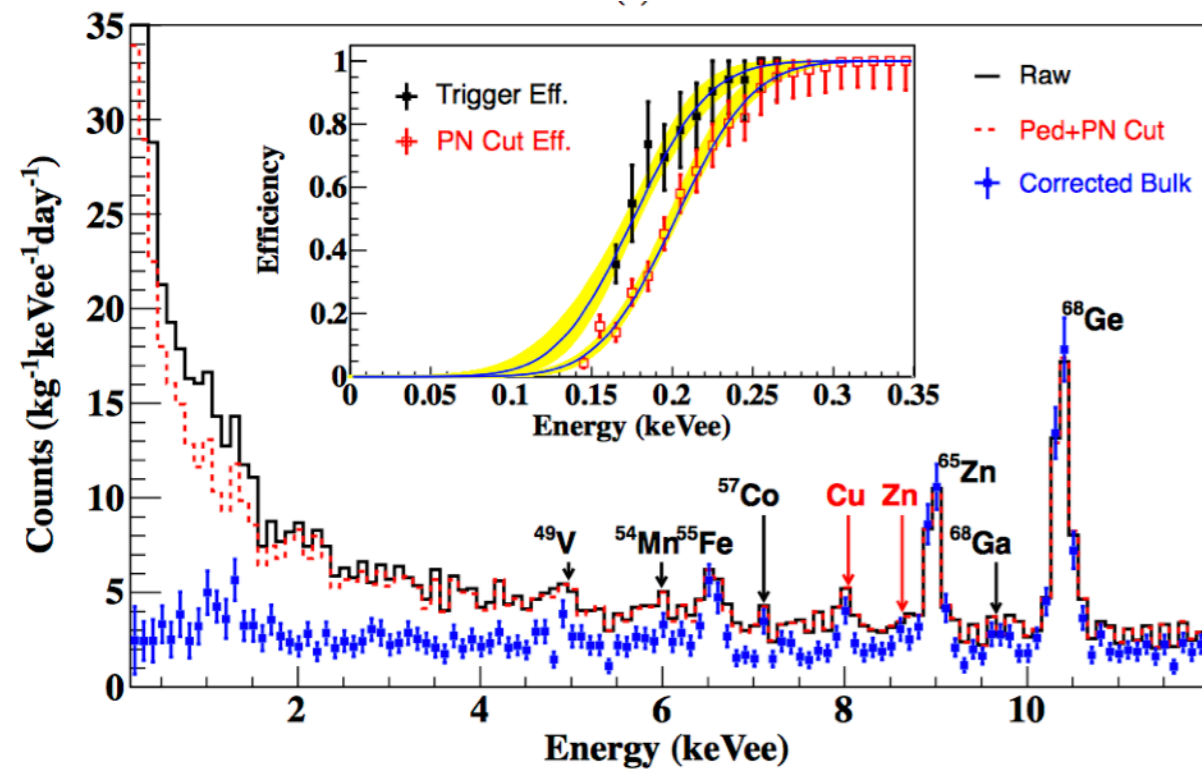 35
30
25
20
15
10
5
0
Counts (kg⁻¹keVee⁻¹day⁻¹)
2
4
6
8
10
Energy (keVee)
1
0.8
0.6
0.4
0.2
0
Efficiency
0
0.05
0.1
0.15
0.2
0.25
0.3
0.35
Energy (keVee)
Trigger Eff.
PN Cut Eff.
Raw
Ped+PN Cut
Corrected Bulk
⁴⁹V
⁵⁴Mn
⁵⁵Fe
⁵⁷Co
Cu
Zn
⁶⁵Zn
⁶⁸Ga
⁶⁸Ge